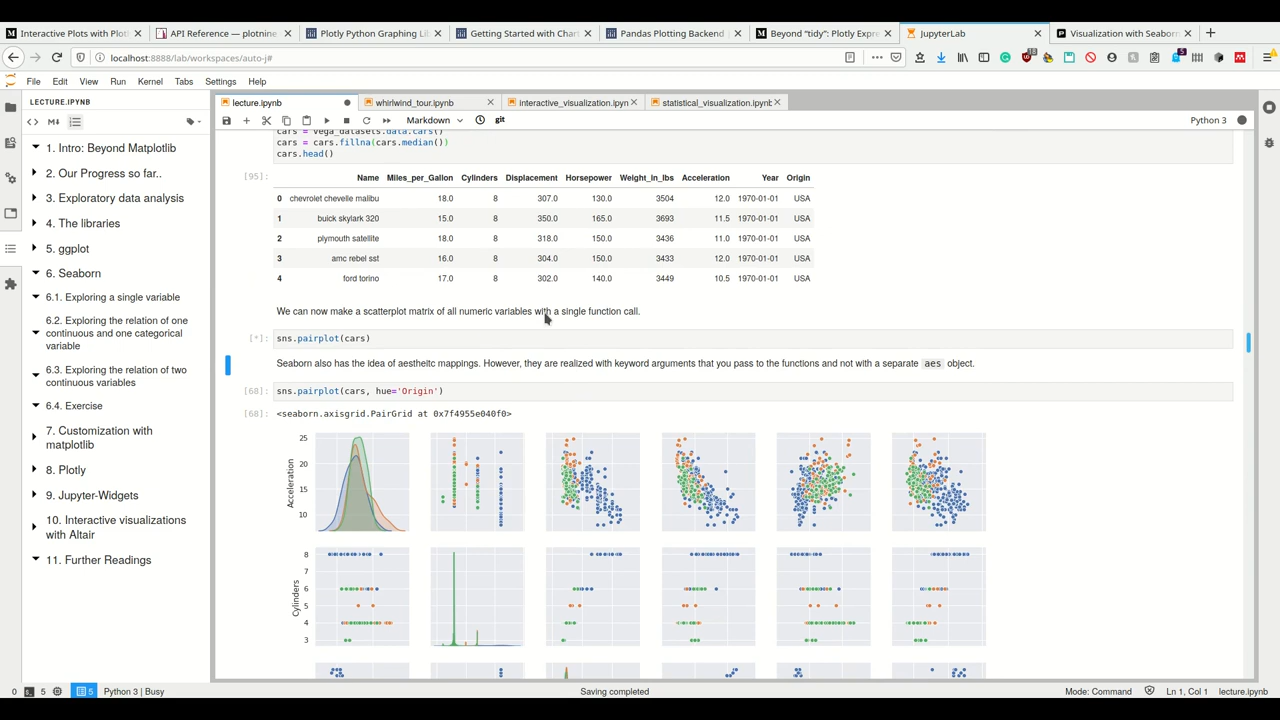 Interactive Plots with Plotl
API Reference — plotnine
Plotly Python Graphing Lib
Getting Started with Chart
Pandas Plotting Backend
Beyond “tidy”: Plotly Expre
JupyterLab
Visualization with Seaborn
localhost:8888/lab/workspaces/auto-j#
File Edit View Run Kernel Tabs Settings Help
LECTURE.IPYNB
1. Intro: Beyond Matplotlib
2. Our Progress so far..
3. Exploratory data analysis
4. The libraries
5. ggplot
6. Seaborn
6.1. Exploring a single variable
6.2. Exploring the relation of one
continuous and one categorical
variable
6.3. Exploring the relation of two
continuous variables
6.4. Exercise
7. Customization with
matplotlib
8. Plotly
9. Jupyter-Widgets
10. Interactive visualizations
with Altair
11. Further Readings
lecture.ipynb
whirlwind_tour.ipynb
interactive_visualization.ipyn
statistical_visualization.ipynb
Markdown
git
Python 3
cars = vega_datasets.data.cars()
cars = cars.fillna(cars.median())
cars.head()
[95]:
Name Miles_per_Gallon Cylinders Displacement Horsepower Weight_in_lbs Acceleration Year Origin
0 chevrolet chevelle malibu 18.0 8 307.0 130.0 3504 12.0 1970-01-01 USA
1 buick skylark 320 15.0 8 350.0 165.0 3693 11.5 1970-01-01 USA
2 plymouth satellite 18.0 8 318.0 150.0 3436 11.0 1970-01-01 USA
3 amc rebel sst 16.0 8 304.0 150.0 3433 12.0 1970-01-01 USA
4 ford torino 17.0 8 302.0 140.0 3449 10.5 1970-01-01 USA
We can now make a scatterplot matrix of all numeric variables with a single function call.
[*]: sns.pairplot(cars)
Seaborn also has the idea of aestheitc mappings. However, they are realized with keyword arguments that you pass to the functions and not with a separate aes object.
[68]: sns.pairplot(cars, hue='Origin')
[68]: <seaborn.axisgrid.PairGrid at 0x7f4955e040f0>
25
20
15
10
Acceleration
8
7
6
5
4
3
Cylinders
0 5 5 Python 3 | Busy
Saving completed
Mode: Command Ln 1, Col 1 lecture.ipynb